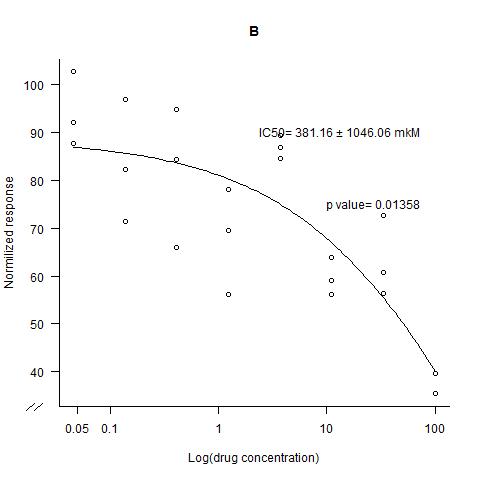 B
100
90
80
70
60
50
40
Normilized response
IC50= 381.16 ± 1046.06 mkM
p value= 0.01358
0.05 0.1 1 10 100
Log(drug concentration)